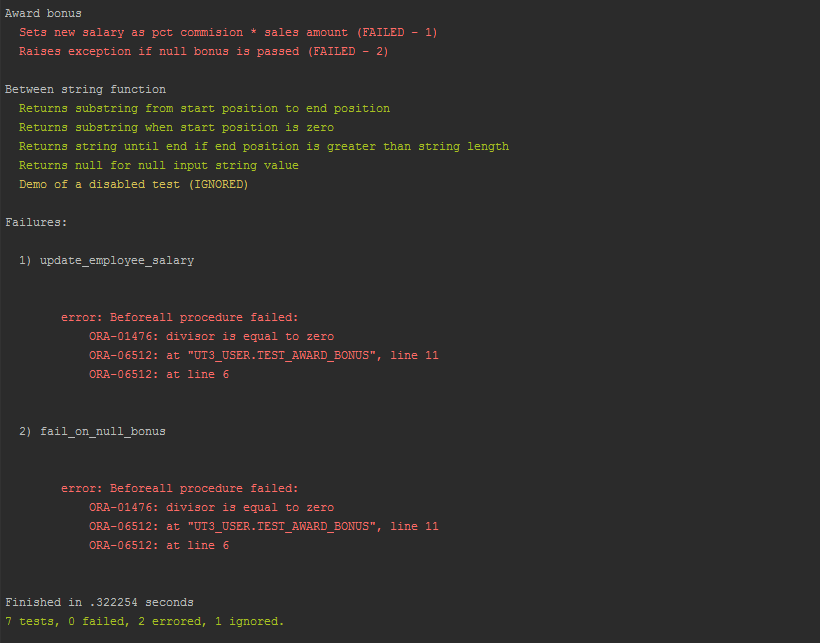 Award bonus
Sets new salary as pct commision * sales amount (FAILED - 1)
Raises exception if null bonus is passed (FAILED - 2)
Between string function
Returns substring from start position to end position
Returns substring when start position is zero
Returns string until end if end position is greater than string length
Returns null for null input string value
Demo of a disabled test (IGNORED)
Failures:
1) update_employee_salary
error: Beforeall procedure failed:
ORA-01476: divisor is equal to zero
ORA-06512: at "UT3_USER.TEST_AWARD_BONUS", line 11
ORA-06512: at line 6
2) fail_on_null_bonus
error: Beforeall procedure failed:
ORA-01476: divisor is equal to zero
ORA-06512: at "UT3_USER.TEST_AWARD_BONUS", line 11
ORA-06512: at line 6
Finished in .322254 seconds
7 tests, 0 failed, 2 errored, 1 ignored.